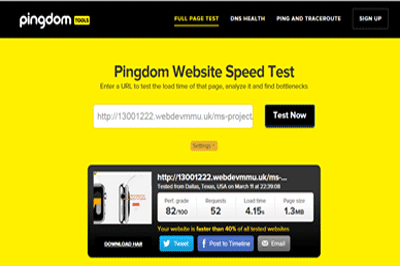 pingdom TOOLS
FULL PAGE TEST DNS HEALTH PING AND TRACEROUTE SIGN UP
Pingdom Website Speed Test
Enter a URL to test the load time of that page, analyze it and find bottlenecks
http://13001222.webdevmmu.uk/ms-project Test Now
Settings
http://13001222.webdevmmu.uk/ms-...
Tested from Dallas, Texas, USA on March 11 at 22:39:08
Perf. grade Requests Load time Page size
82/100 52 4.15s 1.3MB
Your website is faster than 40% of all tested websites
DOWNLOAD HAR Tweet Post to Timeline Email